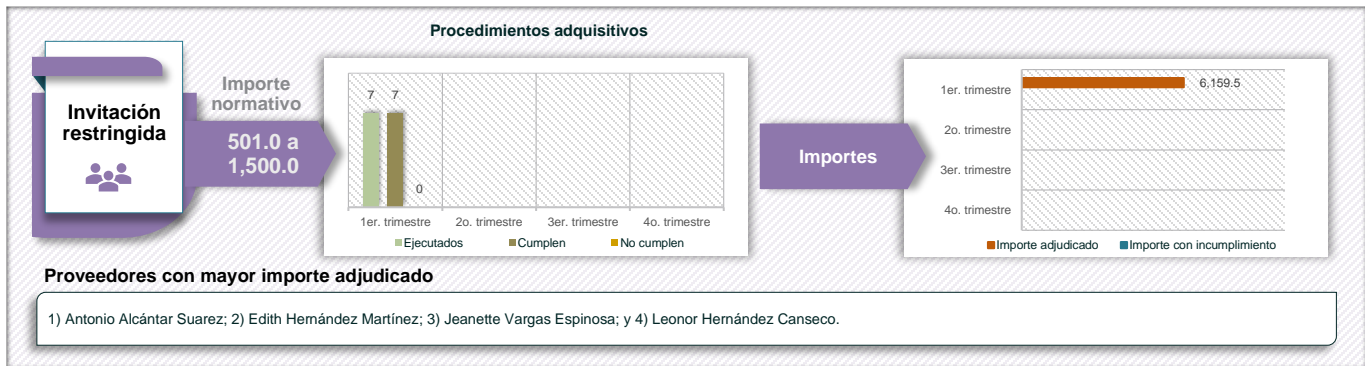 Procedimientos adquisitivos
Invitación
restringida
Importe
normativo
501.0 a
1,500.0
7 7
0
1er. trimestre 2o. trimestre 3er. trimestre 4o. trimestre
Ejecutados Cumplen No cumplen
Importes
1er. trimestre 6,159.5
2o. trimestre
3er. trimestre
4o. trimestre
Importe adjudicado Importe con incumplimiento
Proveedores con mayor importe adjudicado
1) Antonio Alcántar Suarez; 2) Edith Hernández Martínez; 3) Jeanette Vargas Espinosa; y 4) Leonor Hernández Canseco.